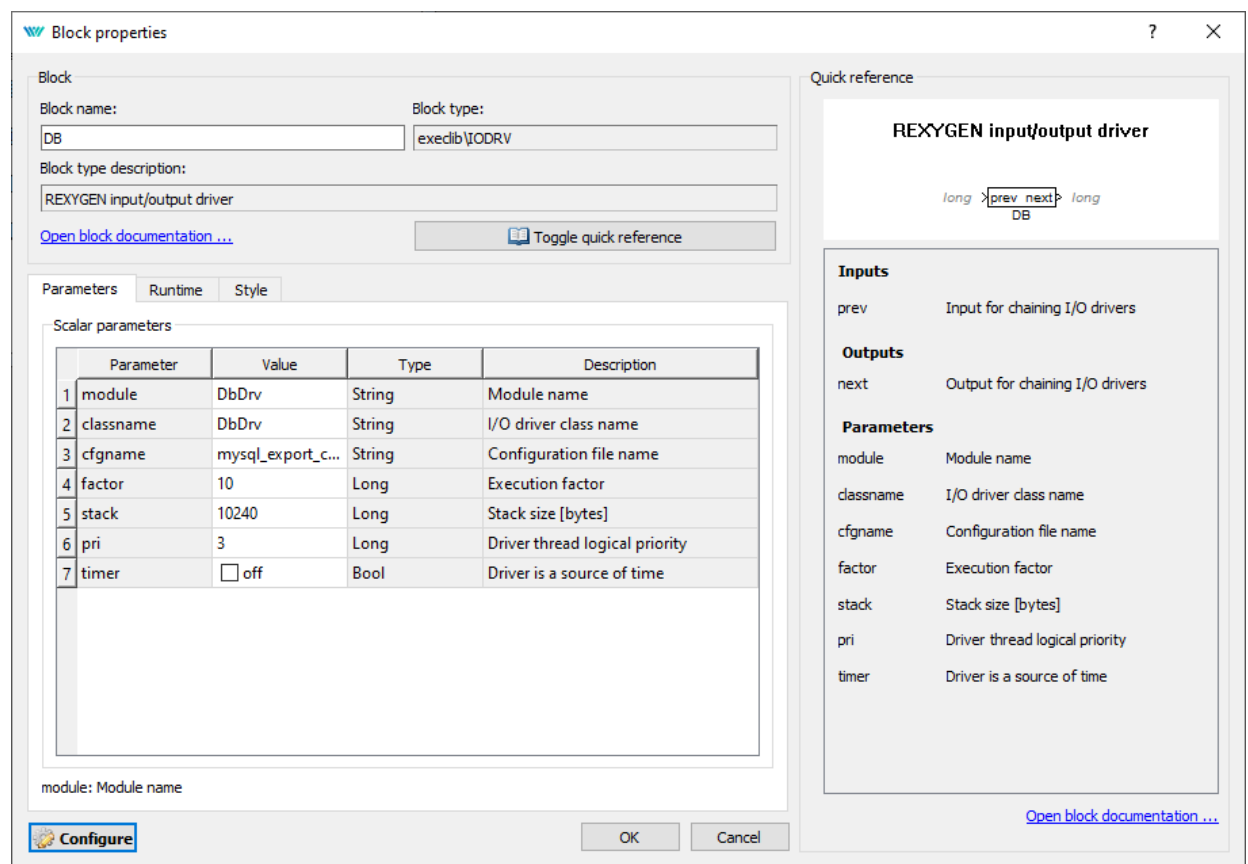 Block properties
?
Block
Block name:
Block type:
DB
execlib\IODRV
Block type description:
REXYGEN input/output driver
Open block documentation ...
Toggle quick reference
Parameters Runtime Style
Scalar parameters
Parameter Value Type Description
1 module DbDrv String Module name
2 classname DbDrv String I/O driver class name
3 cfgname mysql_export_c... String Configuration file name
4 factor 10 Long Execution factor
5 stack 10240 Long Stack size [bytes]
6 pri 3 Long Driver thread logical priority
7 timer off Bool Driver is a source of time
module: Module name
Configure
OK
Cancel
Quick reference
REXYGEN input/output driver
long prev next long
DB
Inputs
prev Input for chaining I/O drivers
Outputs
next Output for chaining I/O drivers
Parameters
module Module name
classname I/O driver class name
cfgname Configuration file name
factor Execution factor
stack Stack size [bytes]
pri Driver thread logical priority
timer Driver is a source of time
Open block documentation ...